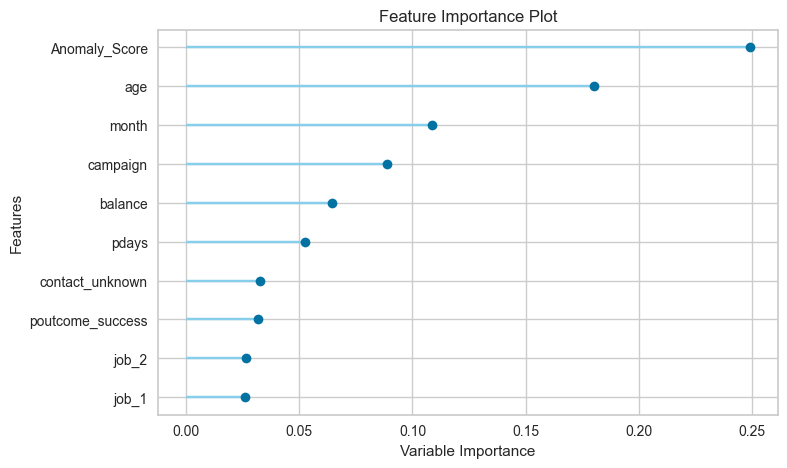 Feature Importance Plot
Anomaly_Score
age
month
campaign
balance
pdays
contact_unknown
poutcome_success
job_2
job_1
Features
0.00 0.05 0.10 0.15 0.20 0.25
Variable Importance